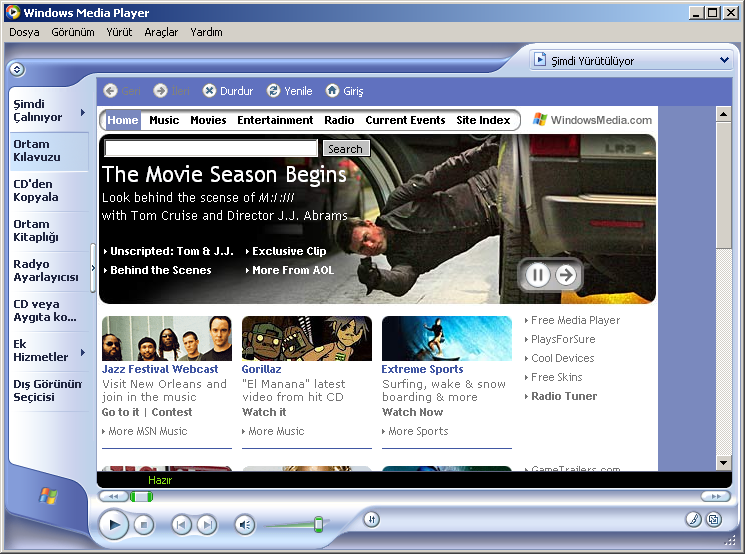 Windows Media Player
Dosya Görünüm Yürüt Araçlar Yardım
Şimdi Yürütülüyor
Geri İleri Durdur Yenile Giriş
Şimdi
Çalınıyor
Ortam
Kılavuzu
CD'den
Kopyala
Ortam
Kitaplığı
Radyo
Ayarlayıcısı
CD veya
Aygıta ko...
Ek
Hizmetler
Dış Görünüm
Seçicisi
Home Music Movies Entertainment Radio Current Events Site Index
WindowsMedia.com
Search
The Movie Season Begins
Look behind the scense of M:I:III
with Tom Cruise and Director J.J. Abrams
Unscripted: Tom & J.J. Exclusive Clip
Behind the Scenes More From AOL
Jazz Festival Webcast
Visit New Orleans and
join in the music
Go to it | Contest
More MSN Music
Gorillaz
"El Manana" latest
video from hit CD
Watch it
More Music
Extreme Sports
Surfing, wake & snow
boarding & more
Watch Now
More Sports
Free Media Player
PlaysForSure
Cool Devices
Free Skins
Radio Tuner
GameTrailers.com
Hazır